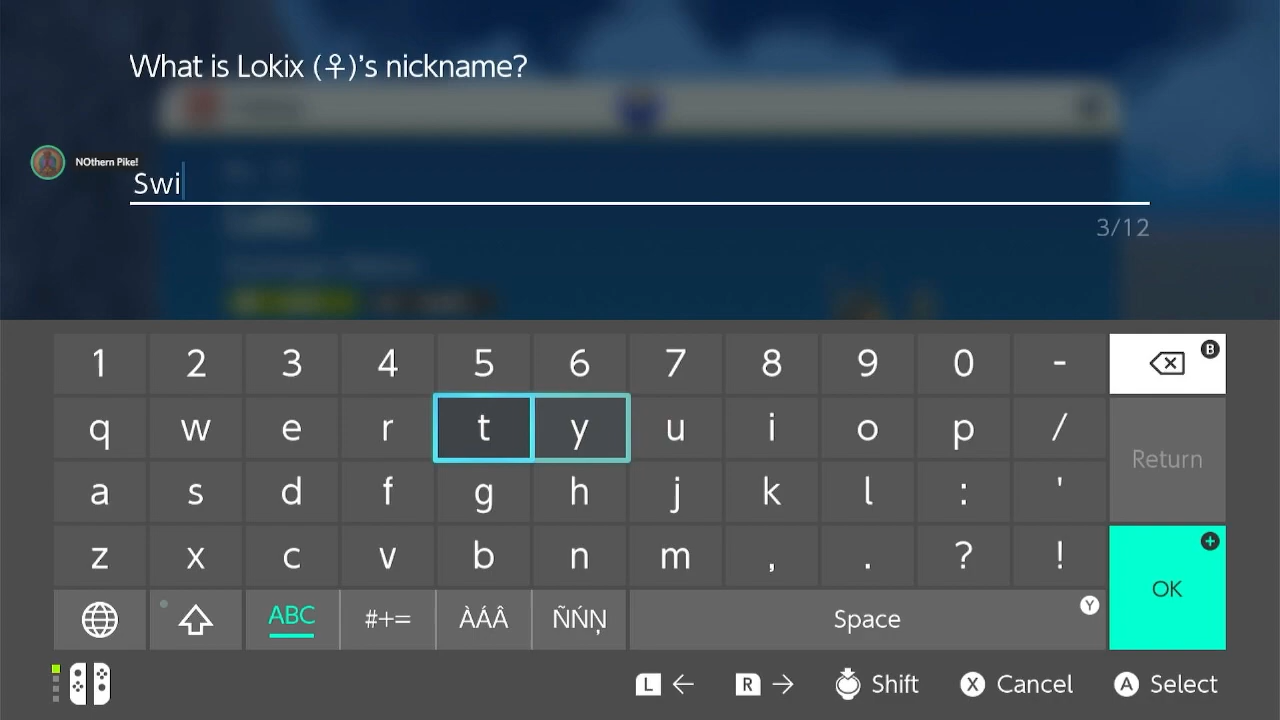 What is Lokix (♀)'s nickname?
NOthern Pike!
Swi
3/12
1 2 3 4 5 6 7 8 9 0 - B
q w e r t y u i o p /
Return
a s d f g h j k l : '
z x c v b n m , . ? ! +
OK
ABC #+= ÀÁÂ ÑŃŅ Space Y
L ← R → Shift X Cancel A Select